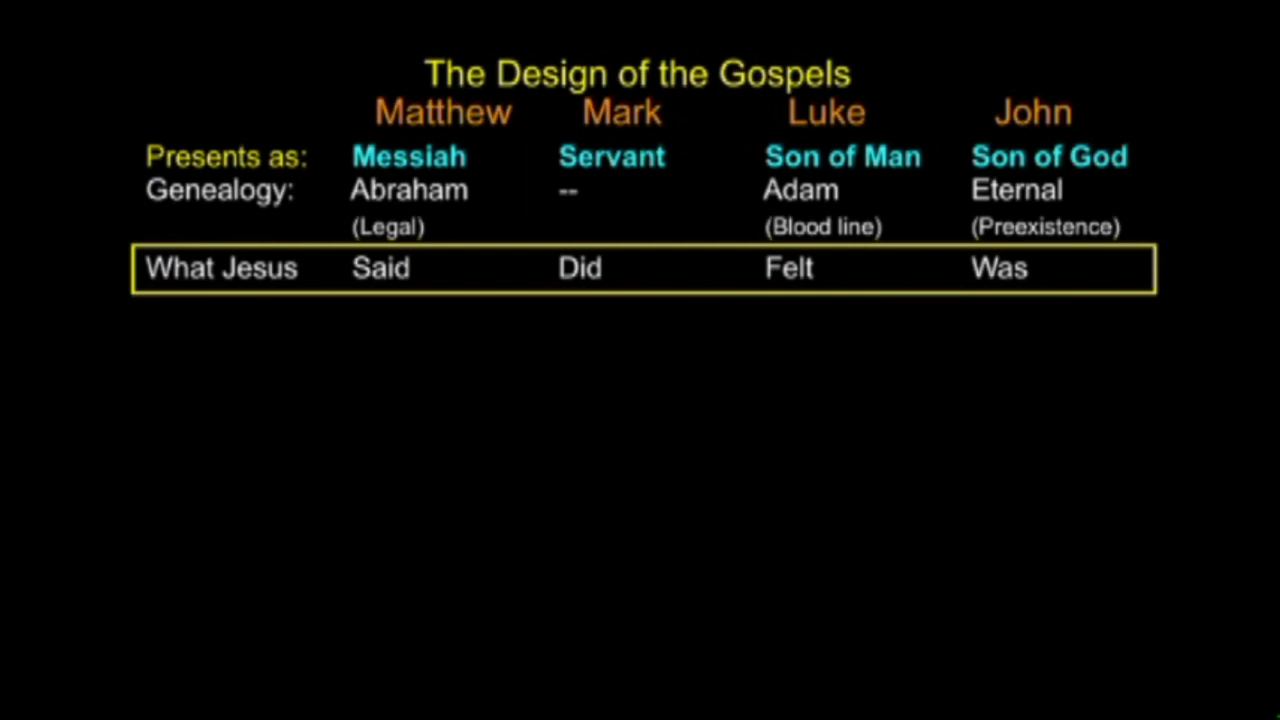 The Design of the Gospels
Matthew Mark Luke John
Presents as: Messiah Servant Son of Man Son of God
Genealogy: Abraham -- Adam Eternal
(Legal) (Blood line) (Preexistence)
What Jesus Said Did Felt Was